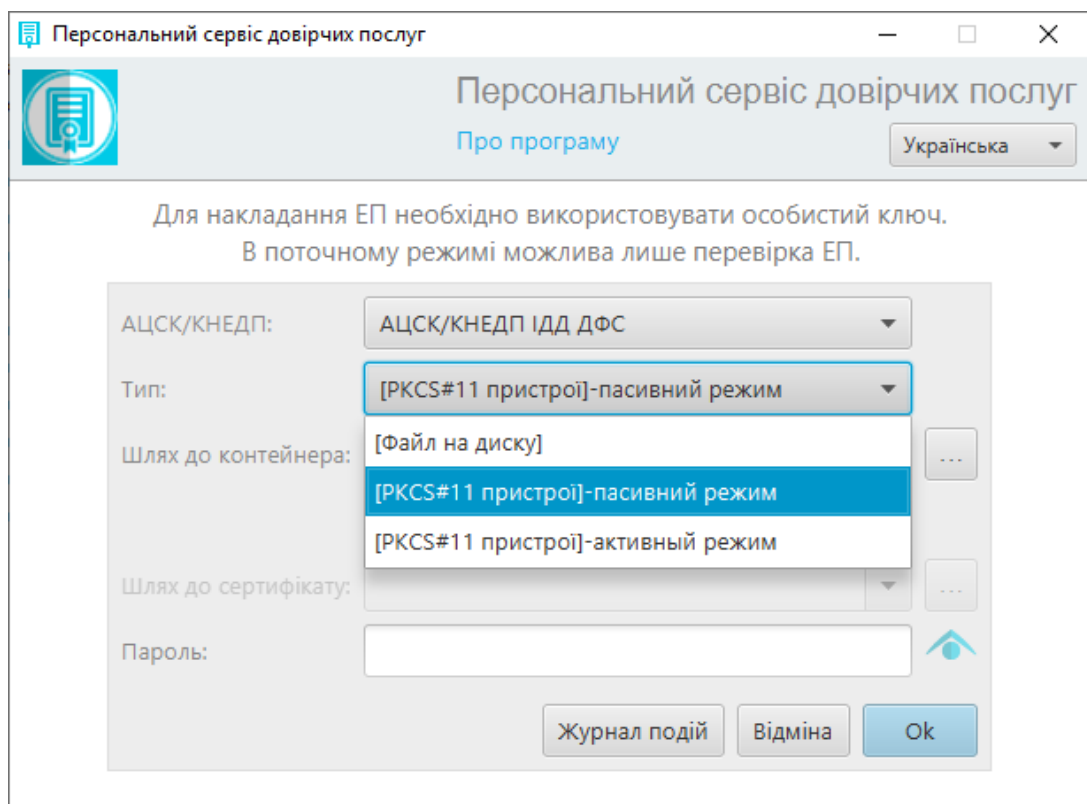 Персональний сервіс довірчих послуг
Персональний сервіс довірчих послуг
Про програму
Українська
Для накладання ЕП необхідно використовувати особистий ключ.
В поточному режимі можлива лише перевірка ЕП.
АЦСК/КНЕДП:
АЦСК/КНЕДП ІДД ДФС
Тип:
[PKCS#11 пристрої]-пасивний режим
[Файл на диску]
Шлях до контейнера:
...
[PKCS#11 пристрої]-пасивний режим
[PKCS#11 пристрої]-активный режим
Шлях до сертифікату:
...
Пароль:
Журнал подій
Відміна
Ok